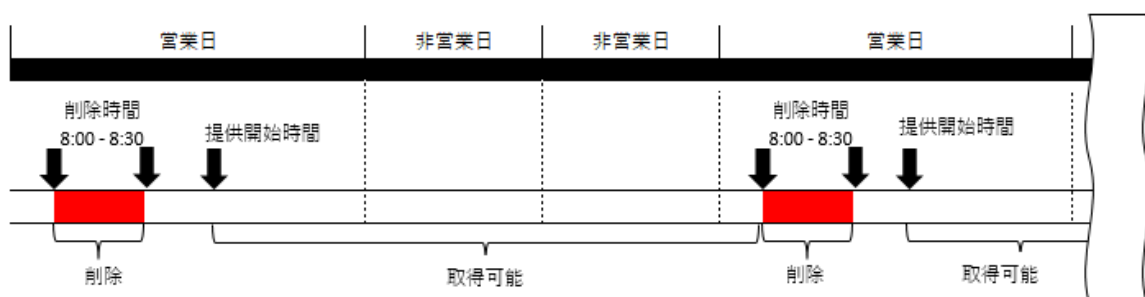 営業日
非営業日
非営業日
営業日
削除時間
8:00 - 8:30
提供開始時間
削除時間
8:00 - 8:30
提供開始時間
削除
取得可能
削除
取得可能